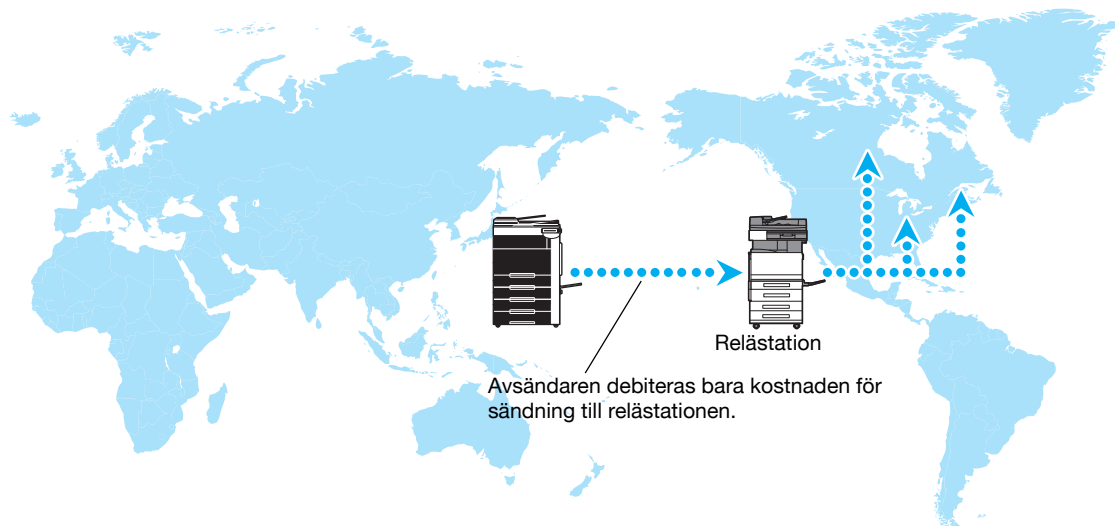 Relästation
Avsändaren debiteras bara kostnaden för
sändning till relästationen.